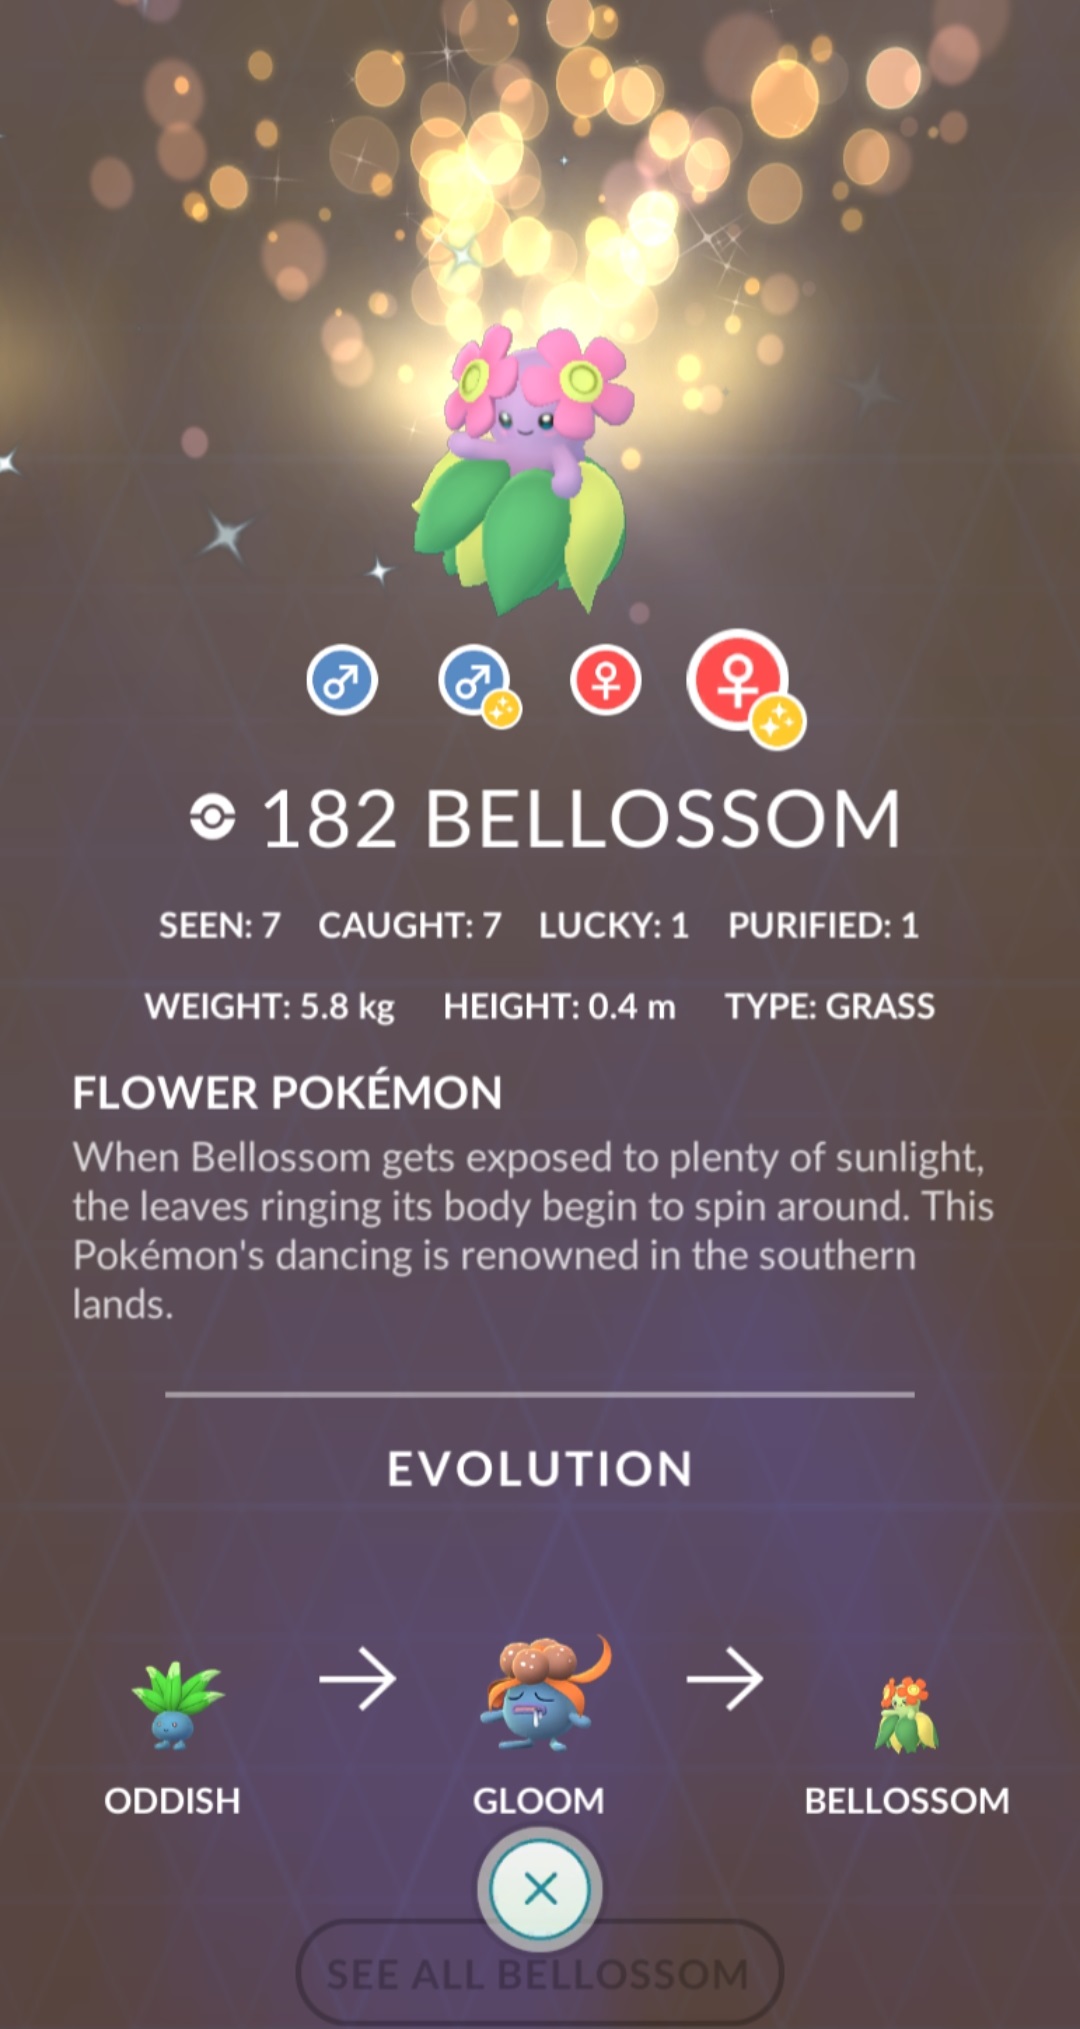 182 BELLOSSOM
SEEN: 7 CAUGHT: 7 LUCKY: 1 PURIFIED: 1
WEIGHT: 5.8 kg HEIGHT: 0.4 m TYPE: GRASS
FLOWER POKÉMON
When Bellossom gets exposed to plenty of sunlight,
the leaves ringing its body begin to spin around. This
Pokémon's dancing is renowned in the southern
lands.
EVOLUTION
ODDISH GLOOM BELLOSSOM
SEE ALL BELLOSSOM